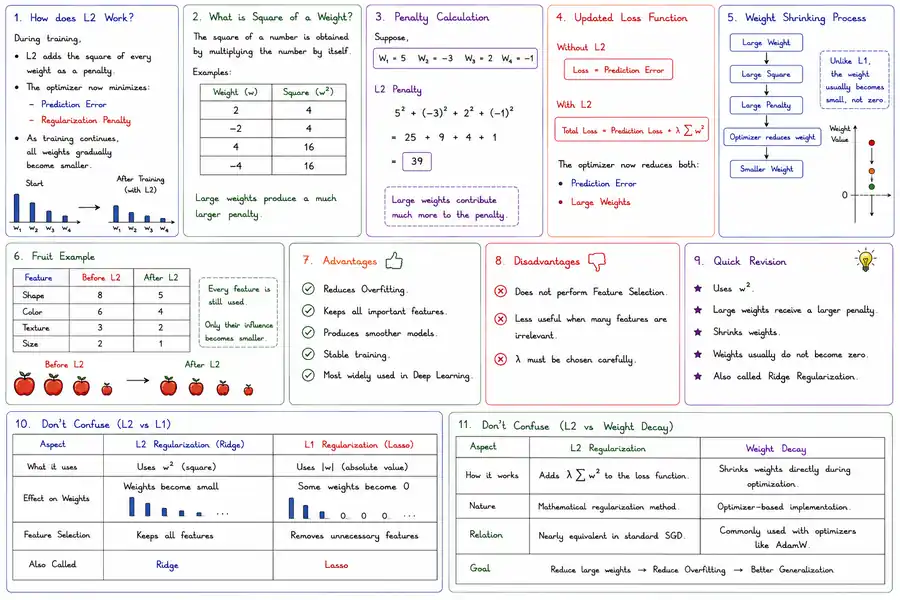 1. How does L2 Work?
During training,
• L2 adds the square of every
weight as a penalty.
• The optimizer now minimizes:
– Prediction Error
– Regularization Penalty
• As training continues,
all weights gradually
become smaller.
Start
After Training
(with L2)
W₁ W₂ W₃ W₄
W₁ W₂ W₃ W₄
2. What is Square of a Weight?
The square of a number is obtained
by multiplying the number by itself.
Examples:
Weight (w) Square (w²)
2 4
−2 4
4 16
−4 16
Large weights produce a much
larger penalty.
3. Penalty Calculation
Suppose,
W₁ = 5 W₂ = −3 W₃ = 2 W₄ = −1
L2 Penalty
5² + (−3)² + 2² + (−1)²
= 25 + 9 + 4 + 1
= 39
Large weights contribute
much more to the penalty.
4. Updated Loss Function
Without L2
Loss = Prediction Error
With L2
Total Loss = Prediction Loss + λ ∑ w²
The optimizer now reduces both:
• Prediction Error
• Large Weights
5. Weight Shrinking Process
Large Weight
Large Square
Large Penalty
Optimizer reduces weight
Smaller Weight
Unlike L1,
the weight
usually becomes
small, not zero.
Weight
Value
0
6. Fruit Example
Feature Before L2 After L2
Shape 8 5
Color 6 4
Texture 3 2
Size 2 1
Every feature is
still used.
Only their influence
becomes smaller.
Before L2
After L2
7. Advantages
Reduces Overfitting.
Keeps all important features.
Produces smoother models.
Stable training.
Most widely used in Deep Learning.
8. Disadvantages
Does not perform Feature Selection.
Less useful when many features are
irrelevant.
λ must be chosen carefully.
9. Quick Revision
Uses w².
Large weights receive a larger penalty.
Shrinks weights.
Weights usually do not become zero.
Also called Ridge Regularization.
10. Don't Confuse (L2 vs L1)
Aspect L2 Regularization (Ridge) L1 Regularization (Lasso)
What it uses Uses w² (square) Uses |w| (absolute value)
Effect on Weights Weights become small Some weights become 0
...
0 0 0 ...
Feature Selection Keeps all features Removes unnecessary features
Also Called Ridge Lasso
11. Don't Confuse (L2 vs Weight Decay)
Aspect L2 Regularization Weight Decay
How it works Adds λ ∑ w² to the loss function. Shrinks weights directly during
optimization.
Nature Mathematical regularization method. Optimizer-based implementation.
Relation Nearly equivalent in standard SGD. Commonly used with optimizers
like AdamW.
Goal Reduce large weights → Reduce Overfitting → Better Generalization